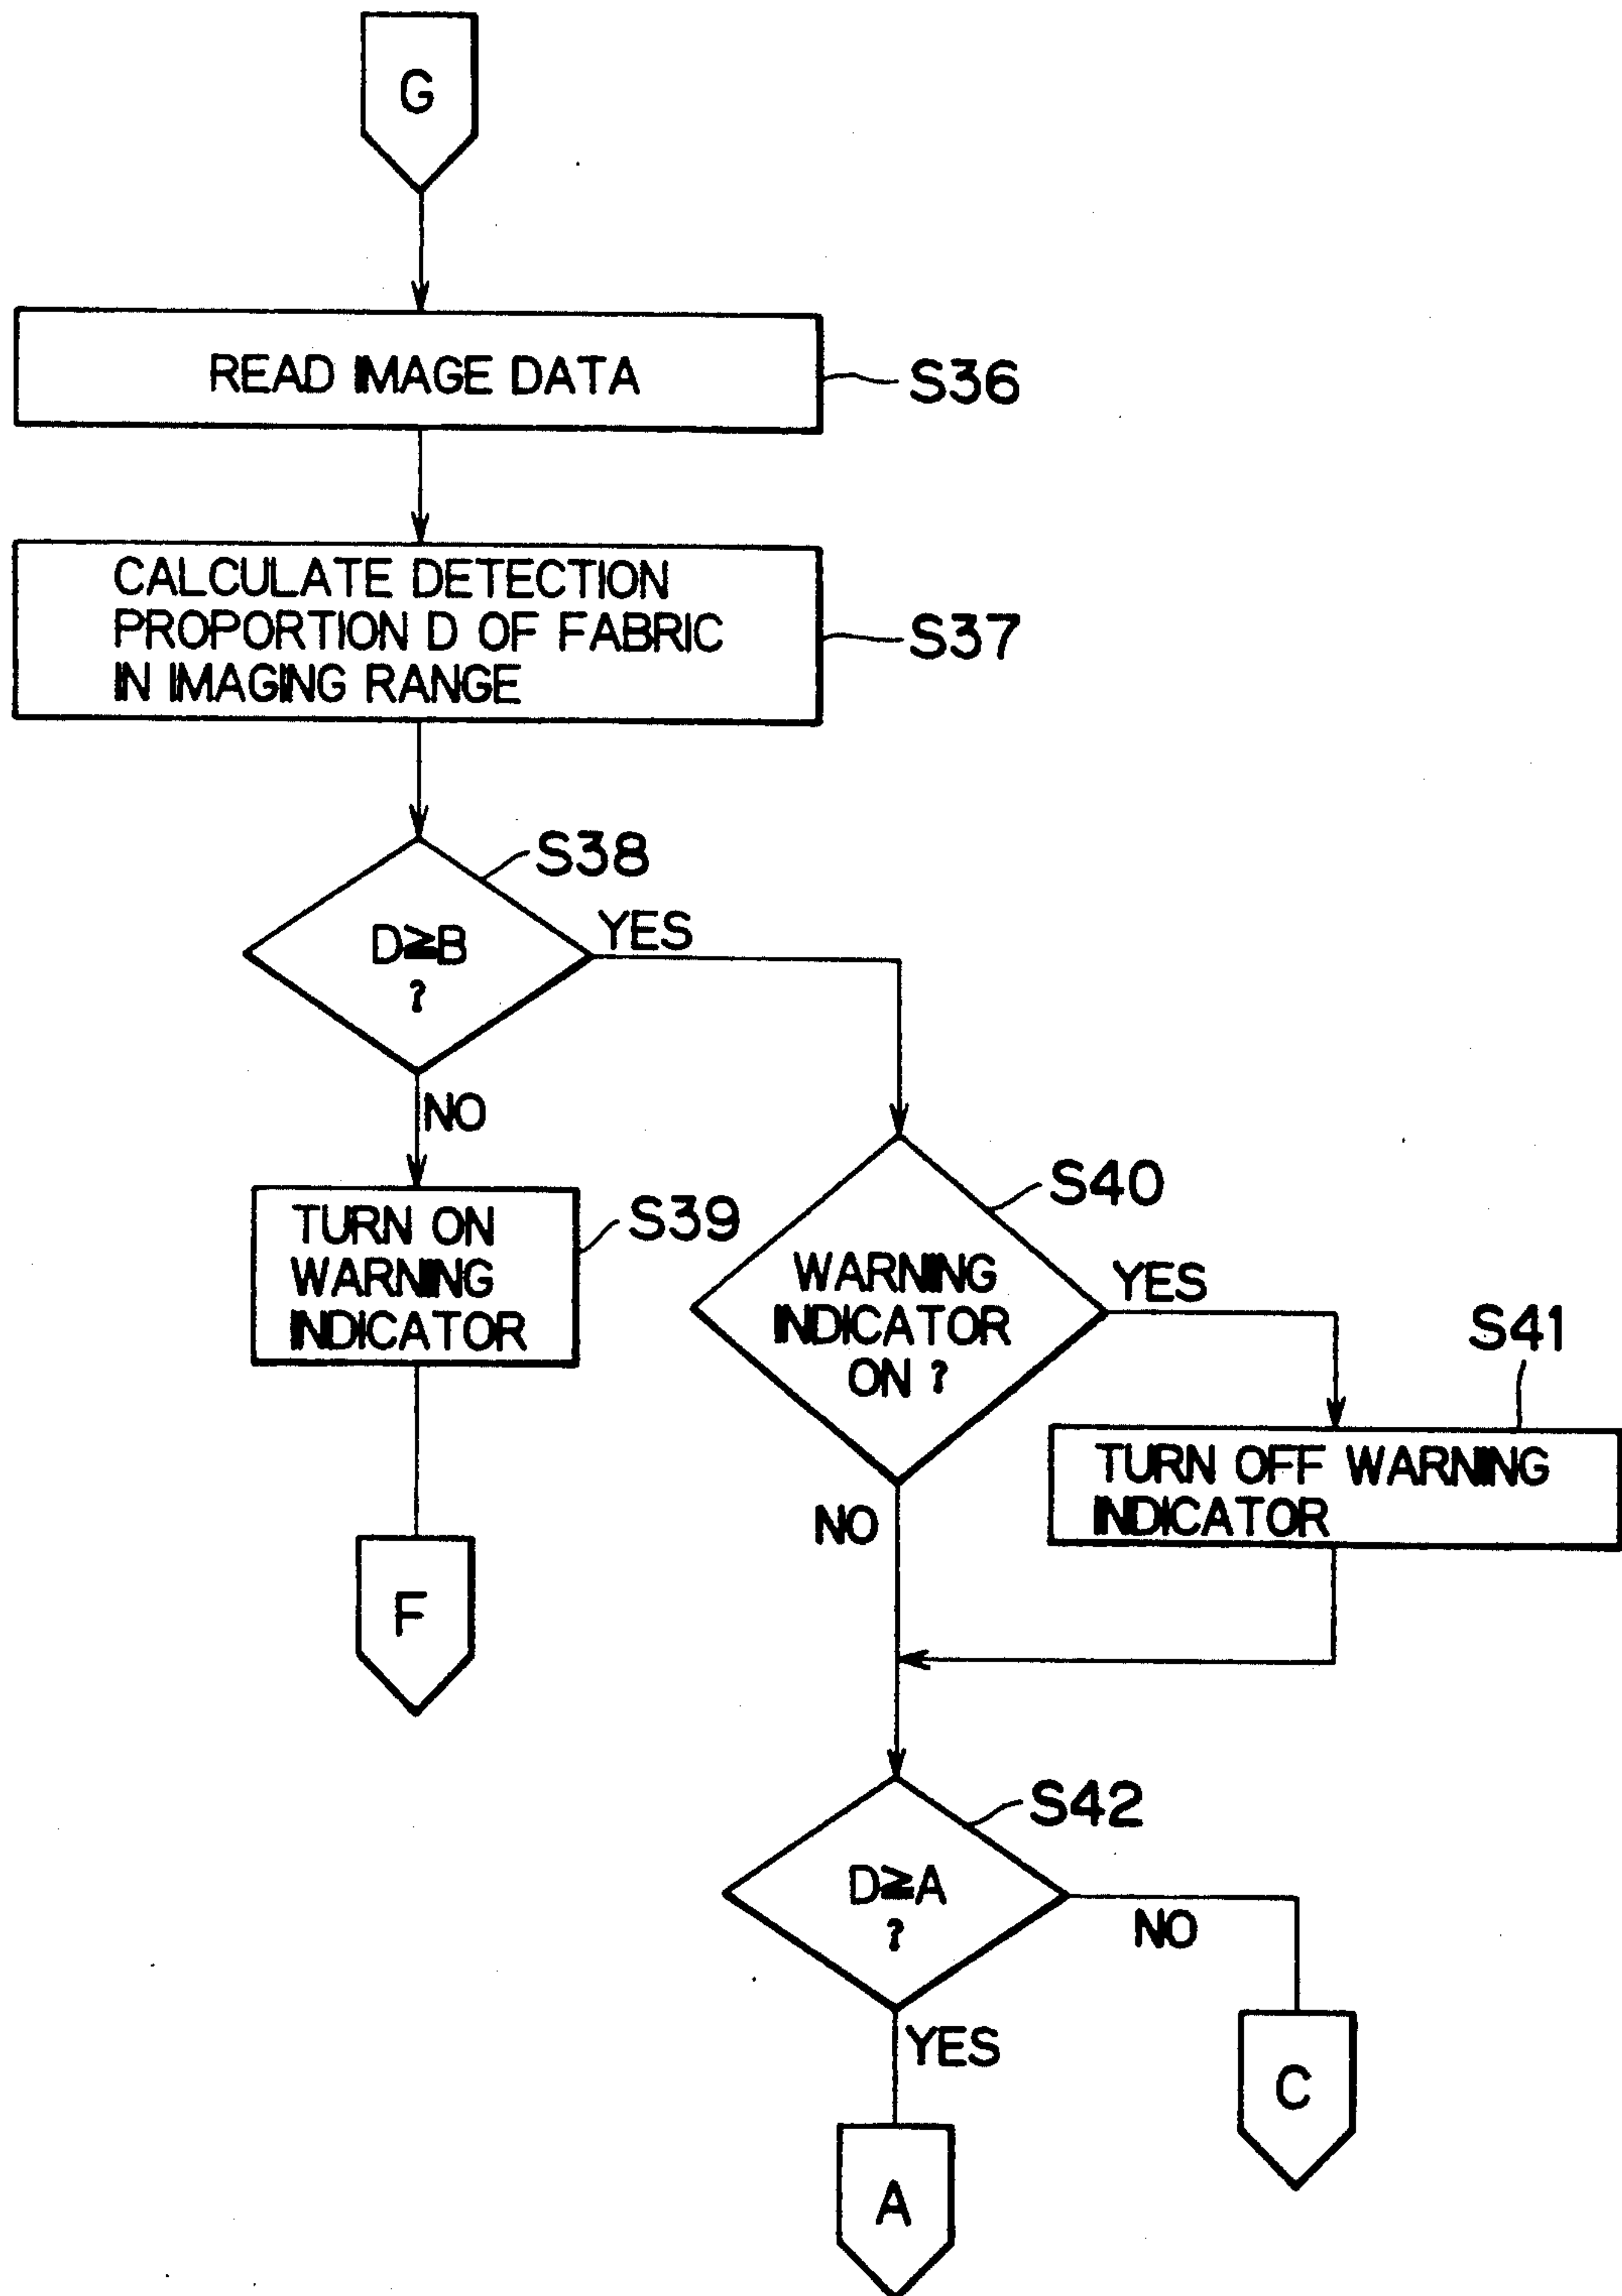 G
READ IMAGE DATA
S36
CALCULATE DETECTION
PROPORTION D OF FABRIC
IN IMAGING RANGE
S37
S38
D≧B
?
YES
NO
TURN ON
WARNING
INDICATOR
S39
S40
WARNING
INDICATOR
ON ?
YES
S41
TURN OFF WARNING
INDICATOR
NO
F
S42
D≧A
?
NO
YES
C
A